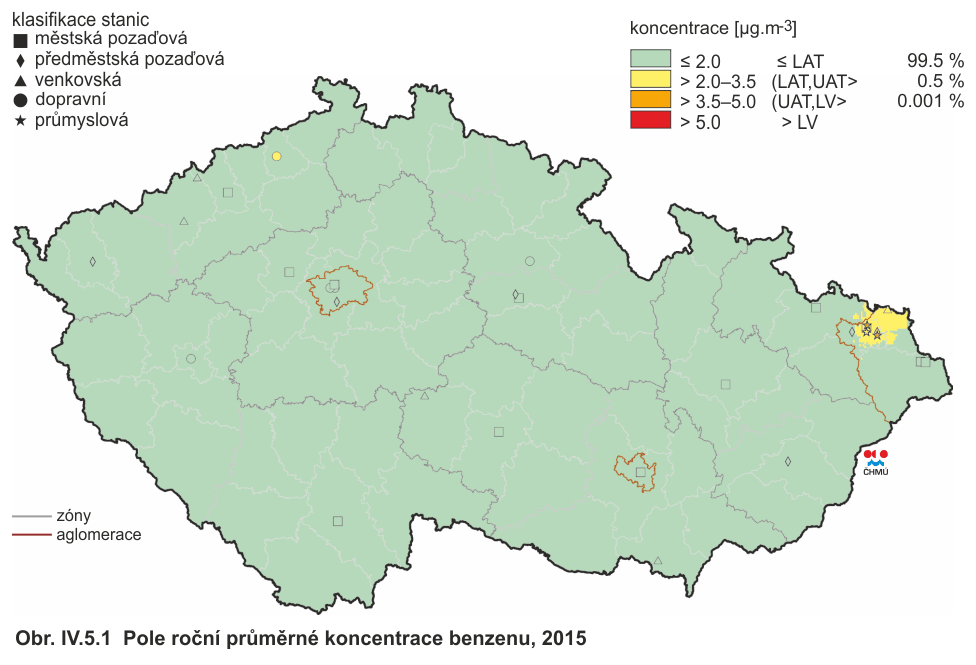 klasifikace stanic
městská pozaďová
předměstská pozaďová
venkovská
dopravní
průmyslová
koncentrace [µg.m-3]
≤ 2.0 ≤ LAT 99.5 %
> 2.0–3.5 (LAT,UAT> 0.5 %
> 3.5–5.0 (UAT,LV> 0.001 %
> 5.0 > LV
ČHMÚ
zóny
aglomerace
Obr. IV.5.1 Pole roční průměrné koncentrace benzenu, 2015